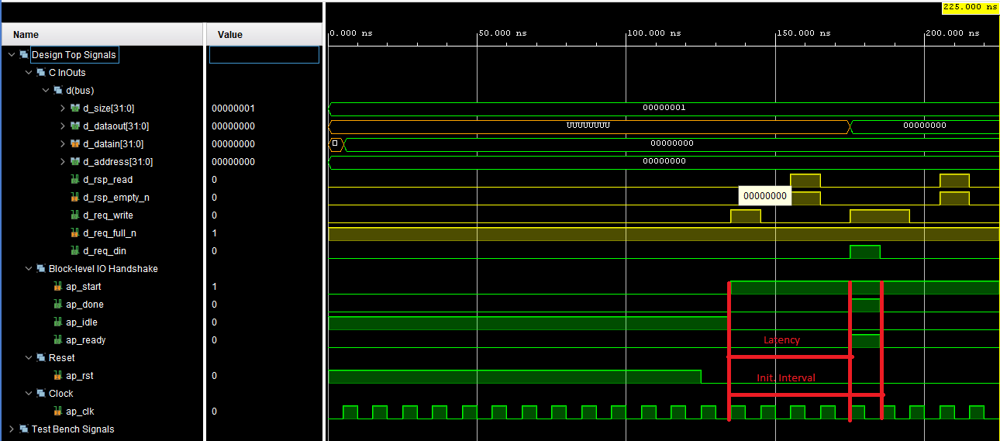 225.000 ns
Name Value
0.000 ns 50.000 ns 100.000 ns 150.000 ns 200.000 ns
Design Top Signals
C InOuts
d(bus)
d_size[31:0] 00000001 00000001
d_dataout[31:0] 00000000 UUUUUUUU 00000000
d_datain[31:0] 00000000 00000000
d_address[31:0] 00000000 00000000
d_rsp_read 0
d_rsp_empty_n 0 00000000
d_req_write 0
d_req_full_n 1
d_req_din 0
Block-level IO Handshake
ap_start 1
ap_done 0
ap_idle 0
ap_ready 0 Latency
Reset
ap_rst 0 Init. Interval
Clock
ap_clk 0
Test Bench Signals